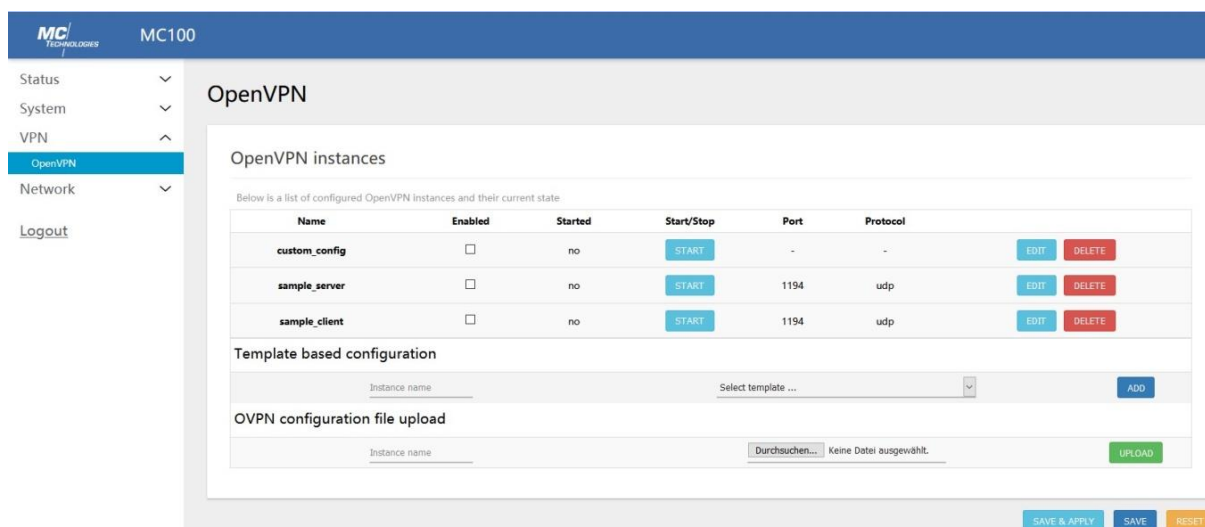 MC TECHNOLOGIES
MC100
Status
System
VPN
OpenVPN
Network
Logout
OpenVPN
OpenVPN instances
Below is a list of configured OpenVPN instances and their current state
Name Enabled Started Start/Stop Port Protocol
custom_config no START - - EDIT DELETE
sample_server no START 1194 udp EDIT DELETE
sample_client no START 1194 udp EDIT DELETE
Template based configuration
Instance name Select template ... ADD
OVPN configuration file upload
Instance name Durchsuchen... Keine Datei ausgewählt. UPLOAD
SAVE & APPLY SAVE RESET